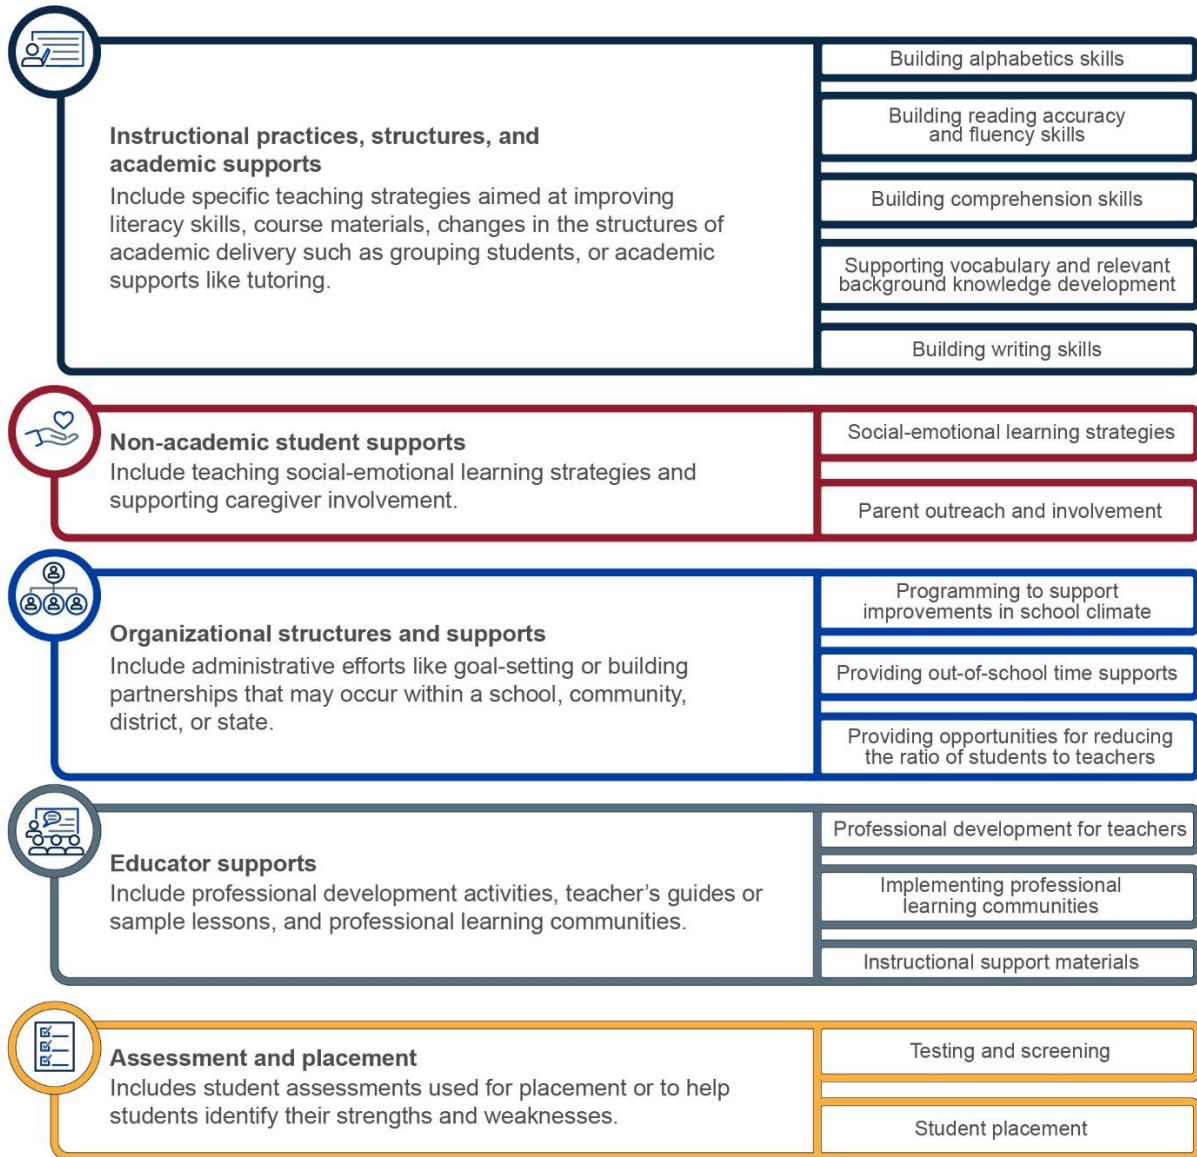 Instructional practices, structures, and
academic supports
Include specific teaching strategies aimed at improving
literacy skills, course materials, changes in the structures of
academic delivery such as grouping students, or academic
supports like tutoring.
Building alphabetics skills
Building reading accuracy
and fluency skills
Building comprehension skills
Supporting vocabulary and relevant
background knowledge development
Building writing skills
Non-academic student supports
Include teaching social-emotional learning strategies and
supporting caregiver involvement.
Social-emotional learning strategies
Parent outreach and involvement
Organizational structures and supports
Include administrative efforts like goal-setting or building
partnerships that may occur within a school, community,
district, or state.
Programming to support
improvements in school climate
Providing out-of-school time supports
Providing opportunities for reducing
the ratio of students to teachers
Educator supports
Include professional development activities, teacher’s guides or
sample lessons, and professional learning communities.
Professional development for teachers
Implementing professional
learning communities
Instructional support materials
Assessment and placement
Includes student assessments used for placement or to help
students identify their strengths and weaknesses.
Testing and screening
Student placement